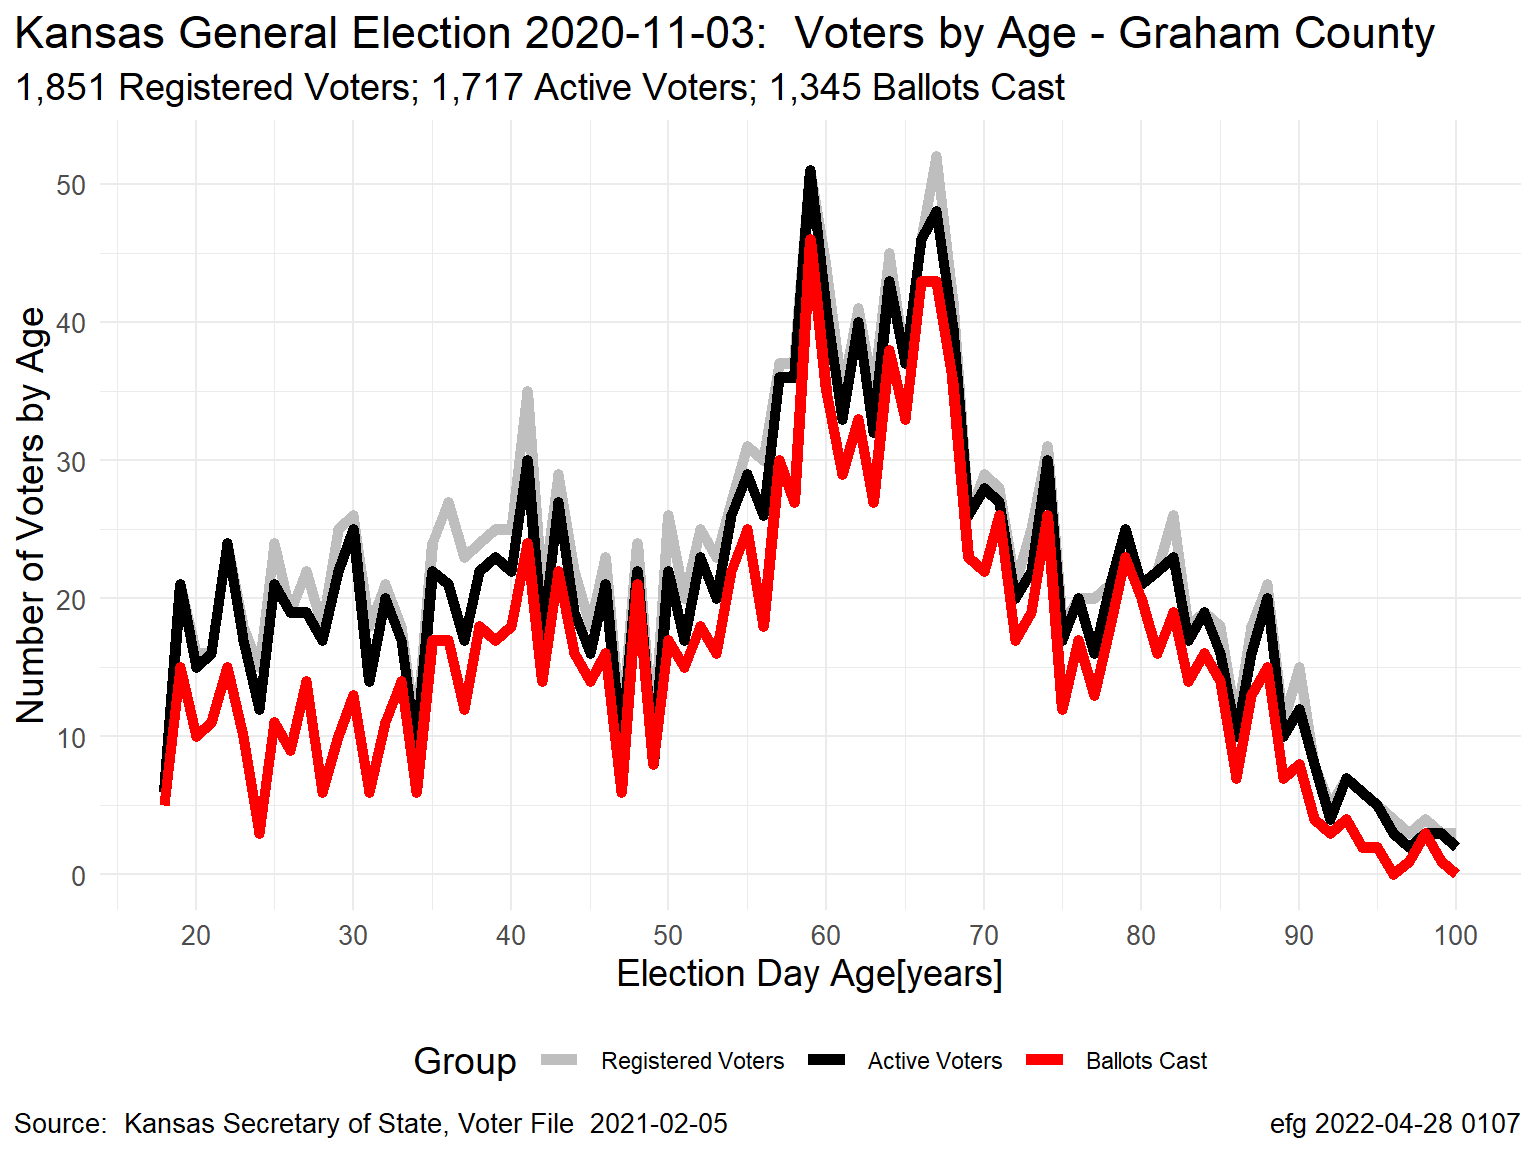 Kansas General Election 2020-11-03:  Voters by Age - Graham County
1,851 Registered Voters; 1,717 Active Voters; 1,345 Ballots Cast
Number of Voters by Age
50
40
30
20
10
0
20 30 40 50 60 70 80 90 100
Election Day Age[years]
Group Registered Voters Active Voters Ballots Cast
Source:  Kansas Secretary of State, Voter File  2021-02-05
efg 2022-04-28 0107